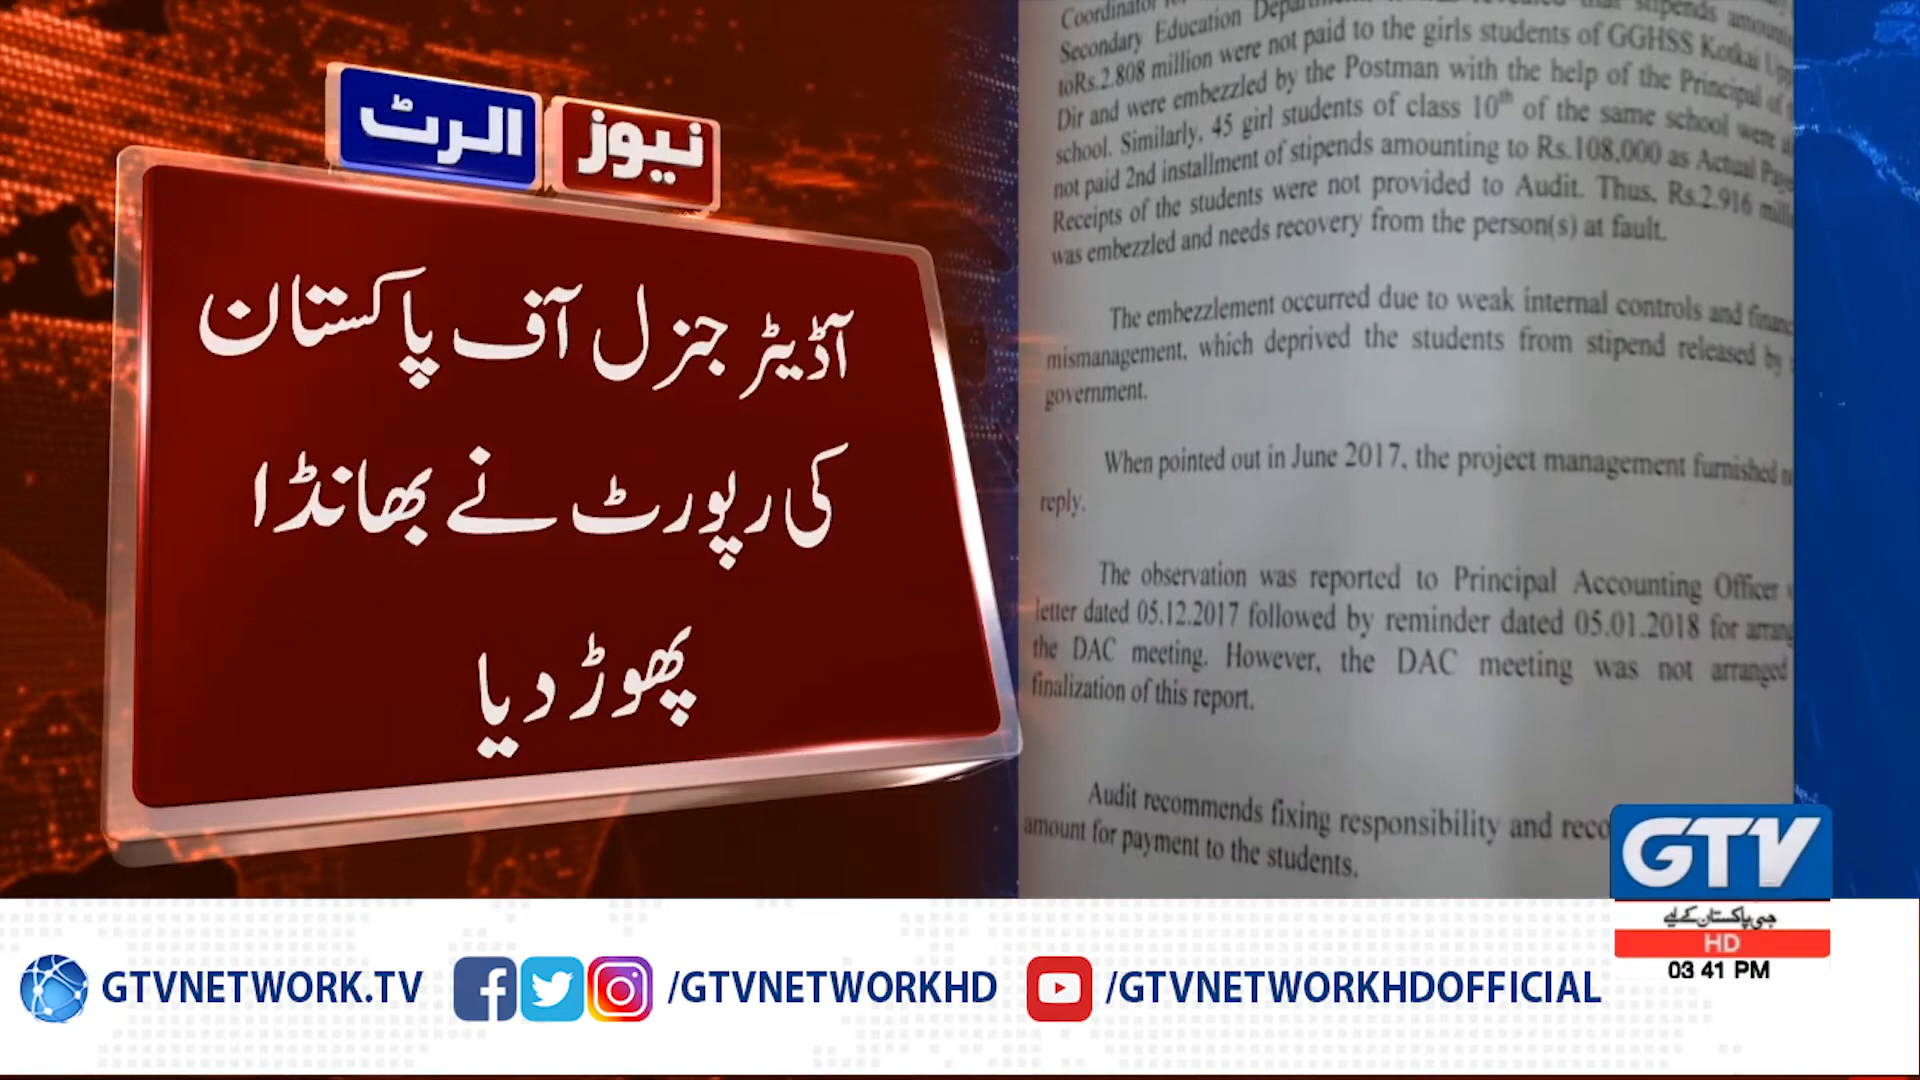 نیوز الرٹ
آڈیٹر جنرل آف پاکستان
کی رپورٹ نے بھانڈا
پھوڑ دیا
Coordinator
Secondary Education that stipends
toRs.2.808 million were not paid to the girls students of GGHSS Kotkai
Dir and were embezzled by the Postman with the help of the Principal of
school. Similarly, 45 girl students of class 10th of the same school were
not paid 2nd installment of stipends amounting to Rs.108,000 as Actual
Receipts of the students were not provided to Audit. Thus, Rs.2.916
was embezzled and needs recovery from the person(s) at fault.
The embezzlement occurred due to weak internal controls and
mismanagement, which deprived the students from stipend released by
government.
When pointed out in June 2017, the project management furnished
reply.
The observation was reported to Principal Accounting Officer
letter dated 05.12.2017 followed by reminder dated 05.01.2018 for
the DAC meeting. However, the DAC meeting was not arranged
finalization of this report.
Audit recommends fixing responsibility and
amount for payment to the students.
GTV
جی پاکستان کے لیے
HD
03 41 PM
GTVNETWORK.TV /GTVNETWORKHD /GTVNETWORKHDOFFICIAL